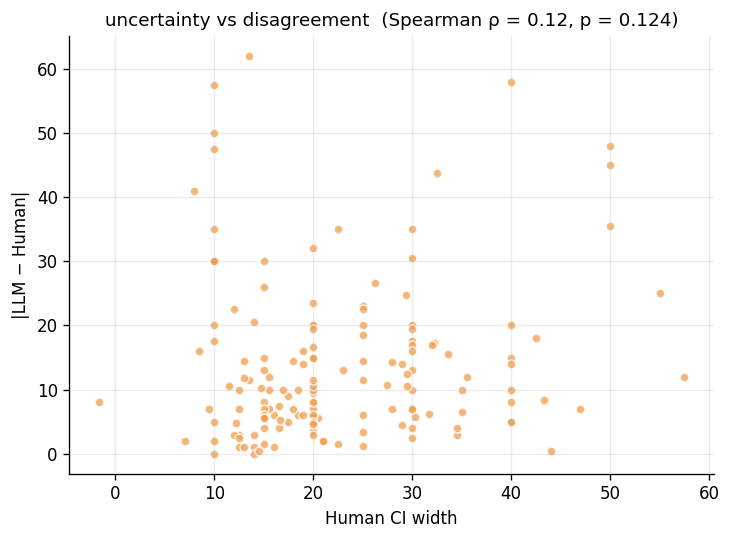 uncertainty vs disagreement (Spearman ρ = 0.12, p = 0.124)
|LLM − Human|
60
50
40
30
20
10
0
0 10 20 30 40 50 60
Human CI width